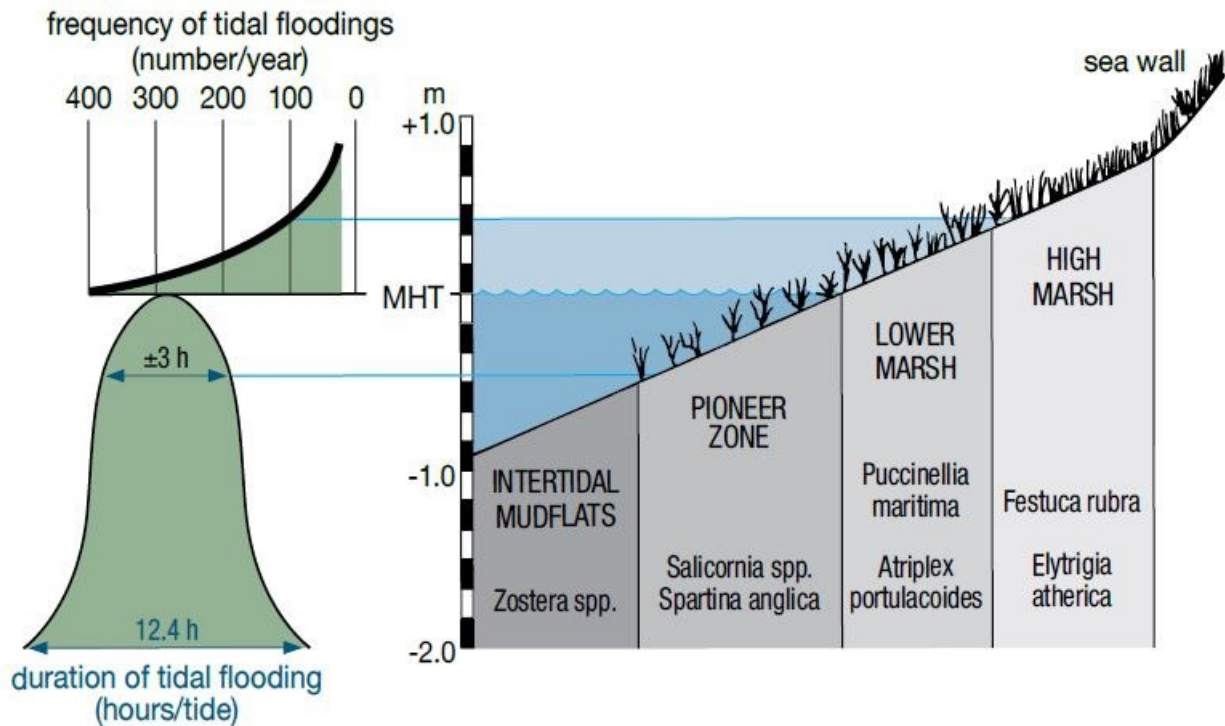 frequency of tidal floodings
(number/year)
400 300 200 100 0
m
+1.0
MHT
-1.0
-2.0
±3 h
12.4 h
duration of tidal flooding
(hours/tide)
sea wall
INTERTIDAL
MUDFLATS
Zostera spp.
PIONEER
ZONE
Salicornia spp.
Spartina anglica
LOWER
MARSH
Puccinellia
maritima
Atriplex
portulacoides
HIGH
MARSH
Festuca rubra
Elytrigia
atherica